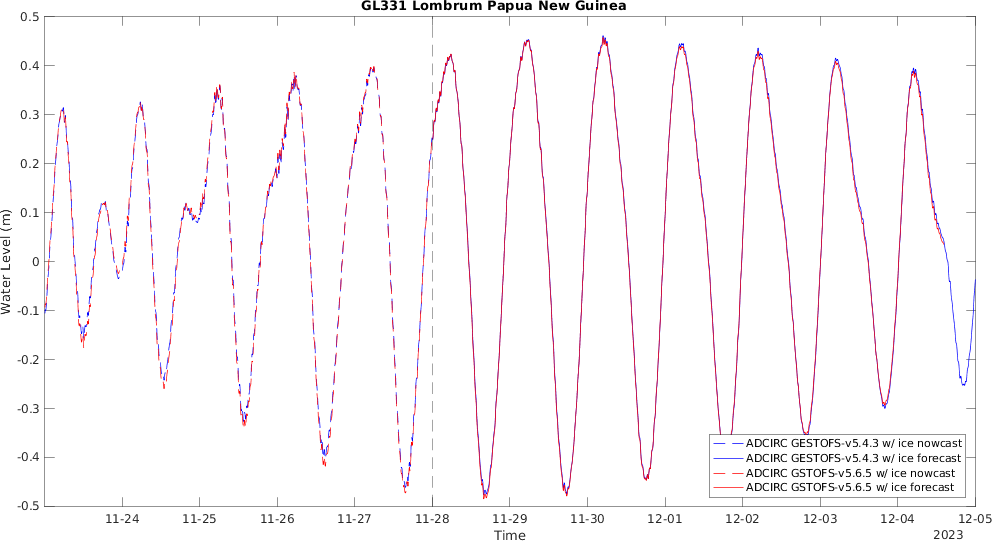 GL331 Lombrum Papua New Guinea
Water Level (m)
0.5
0.4
0.3
0.2
0.1
0
-0.1
-0.2
-0.3
-0.4
-0.5
ADCIRC GESTOFS-v5.4.3 w/ ice nowcast
ADCIRC GESTOFS-v5.4.3 w/ ice forecast
ADCIRC GSTOFS-v5.6.5 w/ ice nowcast
ADCIRC GSTOFS-v5.6.5 w/ ice forecast
11-24 11-25 11-26 11-27 11-28 11-29 11-30 12-01 12-02 12-03 12-04 12-05
Time
2023